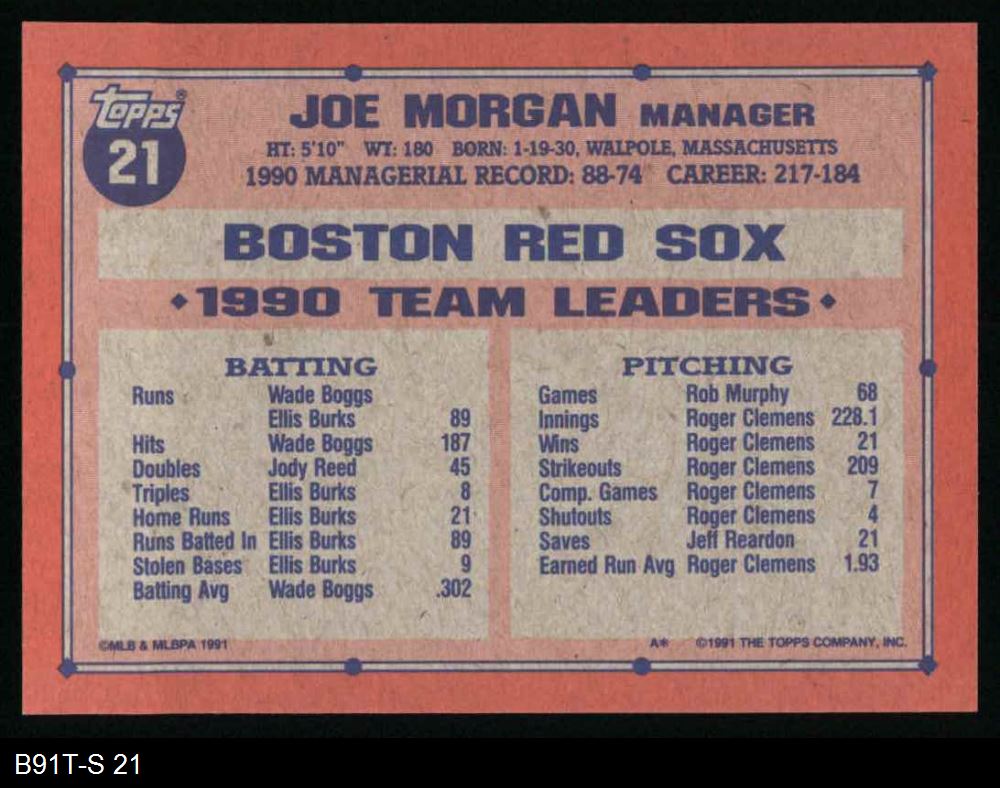 Topps®
21
JOE MORGAN MANAGER
HT: 5'10" WT: 180 BORN: 1-19-30, WALPOLE, MASSACHUSETTS
1990 MANAGERIAL RECORD: 88-74 CAREER: 217-184
BOSTON RED SOX
1990 TEAM LEADERS
BATTING
Runs Wade Boggs
Ellis Burks 89
Hits Wade Boggs 187
Doubles Jody Reed 45
Triples Ellis Burks 8
Home Runs Ellis Burks 21
Runs Batted In Ellis Burks 89
Stolen Bases Ellis Burks 9
Batting Avg Wade Boggs .302
PITCHING
Games Rob Murphy 68
Innings Roger Clemens 228.1
Wins Roger Clemens 21
Strikeouts Roger Clemens 209
Comp. Games Roger Clemens 7
Shutouts Roger Clemens 4
Saves Jeff Reardon 21
Earned Run Avg Roger Clemens 1.93
©MLB & MLBPA 1991
A* ©1991 THE TOPPS COMPANY, INC.
B91T-S 21